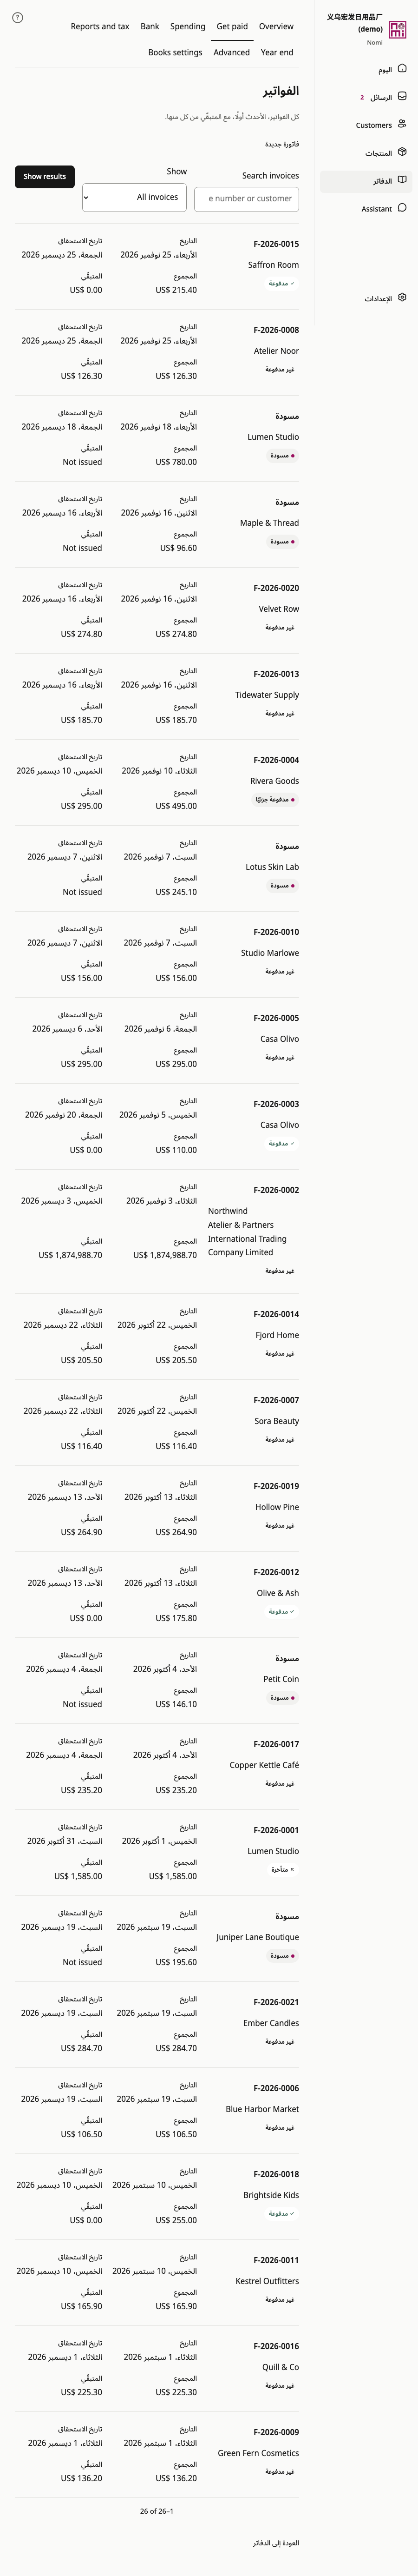 义乌宏发日用品厂
(demo)
Nomi
اليوم
الرسائل 2
Customers
المنتجات
الدفاتر
Assistant
الإعدادات
?
Overview Get paid Spending Bank Reports and tax
Year end Advanced Books settings
الفواتير
كل الفواتير، الأحدث أولًا، مع المتبقّي من كل منها.
فاتورة جديدة
Search invoices
e number or customer
Show
All invoices
Show results
F-2026-0015
Saffron Room
✓ مدفوعة
التاريخ
الأربعاء، 25 نوفمبر 2026
تاريخ الاستحقاق
الجمعة، 25 ديسمبر 2026
المجموع
US$ 215.40
المتبقّي
US$ 0.00
F-2026-0008
Atelier Noor
غير مدفوعة
التاريخ
الأربعاء، 25 نوفمبر 2026
تاريخ الاستحقاق
الجمعة، 25 ديسمبر 2026
المجموع
US$ 126.30
المتبقّي
US$ 126.30
مسودة
Lumen Studio
مسودة
التاريخ
الأربعاء، 18 نوفمبر 2026
تاريخ الاستحقاق
الجمعة، 18 ديسمبر 2026
المجموع
US$ 780.00
المتبقّي
Not issued
مسودة
Maple & Thread
مسودة
التاريخ
الاثنين، 16 نوفمبر 2026
تاريخ الاستحقاق
الأربعاء، 16 ديسمبر 2026
المجموع
US$ 96.60
المتبقّي
Not issued
F-2026-0020
Velvet Row
غير مدفوعة
التاريخ
الاثنين، 16 نوفمبر 2026
تاريخ الاستحقاق
الأربعاء، 16 ديسمبر 2026
المجموع
US$ 274.80
المتبقّي
US$ 274.80
F-2026-0013
Tidewater Supply
غير مدفوعة
التاريخ
الاثنين، 16 نوفمبر 2026
تاريخ الاستحقاق
الأربعاء، 16 ديسمبر 2026
المجموع
US$ 185.70
المتبقّي
US$ 185.70
F-2026-0004
Rivera Goods
مدفوعة جزئيًا
التاريخ
الثلاثاء، 10 نوفمبر 2026
تاريخ الاستحقاق
الخميس، 10 ديسمبر 2026
المجموع
US$ 495.00
المتبقّي
US$ 295.00
مسودة
Lotus Skin Lab
مسودة
التاريخ
السبت، 7 نوفمبر 2026
تاريخ الاستحقاق
الاثنين، 7 ديسمبر 2026
المجموع
US$ 245.10
المتبقّي
Not issued
F-2026-0010
Studio Marlowe
غير مدفوعة
التاريخ
السبت، 7 نوفمبر 2026
تاريخ الاستحقاق
الاثنين، 7 ديسمبر 2026
المجموع
US$ 156.00
المتبقّي
US$ 156.00
F-2026-0005
Casa Olivo
غير مدفوعة
التاريخ
الجمعة، 6 نوفمبر 2026
تاريخ الاستحقاق
الأحد، 6 ديسمبر 2026
المجموع
US$ 295.00
المتبقّي
US$ 295.00
F-2026-0003
Casa Olivo
✓ مدفوعة
التاريخ
الخميس، 5 نوفمبر 2026
تاريخ الاستحقاق
الجمعة، 20 نوفمبر 2026
المجموع
US$ 110.00
المتبقّي
US$ 0.00
F-2026-0002
Northwind
Atelier & Partners
International Trading
Company Limited
غير مدفوعة
التاريخ
الثلاثاء، 3 نوفمبر 2026
تاريخ الاستحقاق
الخميس، 3 ديسمبر 2026
المجموع
US$ 1,874,988.70
المتبقّي
US$ 1,874,988.70
F-2026-0014
Fjord Home
غير مدفوعة
التاريخ
الخميس، 22 أكتوبر 2026
تاريخ الاستحقاق
الثلاثاء، 22 ديسمبر 2026
المجموع
US$ 205.50
المتبقّي
US$ 205.50
F-2026-0007
Sora Beauty
غير مدفوعة
التاريخ
الخميس، 22 أكتوبر 2026
تاريخ الاستحقاق
الثلاثاء، 22 ديسمبر 2026
المجموع
US$ 116.40
المتبقّي
US$ 116.40
F-2026-0019
Hollow Pine
غير مدفوعة
التاريخ
الثلاثاء، 13 أكتوبر 2026
تاريخ الاستحقاق
الأحد، 13 ديسمبر 2026
المجموع
US$ 264.90
المتبقّي
US$ 264.90
F-2026-0012
Olive & Ash
✓ مدفوعة
التاريخ
الثلاثاء، 13 أكتوبر 2026
تاريخ الاستحقاق
الأحد، 13 ديسمبر 2026
المجموع
US$ 175.80
المتبقّي
US$ 0.00
مسودة
Petit Coin
مسودة
التاريخ
الأحد، 4 أكتوبر 2026
تاريخ الاستحقاق
الجمعة، 4 ديسمبر 2026
المجموع
US$ 146.10
المتبقّي
Not issued
F-2026-0017
Copper Kettle Café
غير مدفوعة
التاريخ
الأحد، 4 أكتوبر 2026
تاريخ الاستحقاق
الجمعة، 4 ديسمبر 2026
المجموع
US$ 235.20
المتبقّي
US$ 235.20
F-2026-0001
Lumen Studio
× متأخرة
التاريخ
الخميس، 1 أكتوبر 2026
تاريخ الاستحقاق
السبت، 31 أكتوبر 2026
المجموع
US$ 1,585.00
المتبقّي
US$ 1,585.00
مسودة
Juniper Lane Boutique
مسودة
التاريخ
السبت، 19 سبتمبر 2026
تاريخ الاستحقاق
السبت، 19 ديسمبر 2026
المجموع
US$ 195.60
المتبقّي
Not issued
F-2026-0021
Ember Candles
غير مدفوعة
التاريخ
السبت، 19 سبتمبر 2026
تاريخ الاستحقاق
السبت، 19 ديسمبر 2026
المجموع
US$ 284.70
المتبقّي
US$ 284.70
F-2026-0006
Blue Harbor Market
غير مدفوعة
التاريخ
السبت، 19 سبتمبر 2026
تاريخ الاستحقاق
السبت، 19 ديسمبر 2026
المجموع
US$ 106.50
المتبقّي
US$ 106.50
F-2026-0018
Brightside Kids
✓ مدفوعة
التاريخ
الخميس، 10 سبتمبر 2026
تاريخ الاستحقاق
الخميس، 10 ديسمبر 2026
المجموع
US$ 255.00
المتبقّي
US$ 0.00
F-2026-0011
Kestrel Outfitters
غير مدفوعة
التاريخ
الخميس، 10 سبتمبر 2026
تاريخ الاستحقاق
الخميس، 10 ديسمبر 2026
المجموع
US$ 165.90
المتبقّي
US$ 165.90
F-2026-0016
Quill & Co
غير مدفوعة
التاريخ
الثلاثاء، 1 سبتمبر 2026
تاريخ الاستحقاق
الثلاثاء، 1 ديسمبر 2026
المجموع
US$ 225.30
المتبقّي
US$ 225.30
F-2026-0009
Green Fern Cosmetics
غير مدفوعة
التاريخ
الثلاثاء، 1 سبتمبر 2026
تاريخ الاستحقاق
الثلاثاء، 1 ديسمبر 2026
المجموع
US$ 136.20
المتبقّي
US$ 136.20
26 of 26–1
العودة إلى الدفاتر